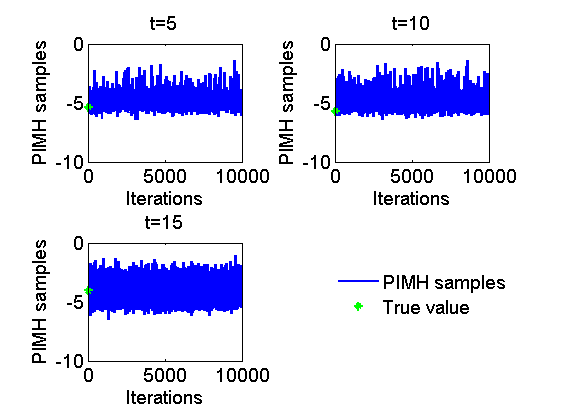 t=5
0
-5
-10
PIMH samples
0 5000 10000
Iterations
t=10
0
-5
-10
PIMH samples
0 5000 10000
Iterations
t=15
0
-5
-10
PIMH samples
0 5000 10000
Iterations
PIMH samples
True value